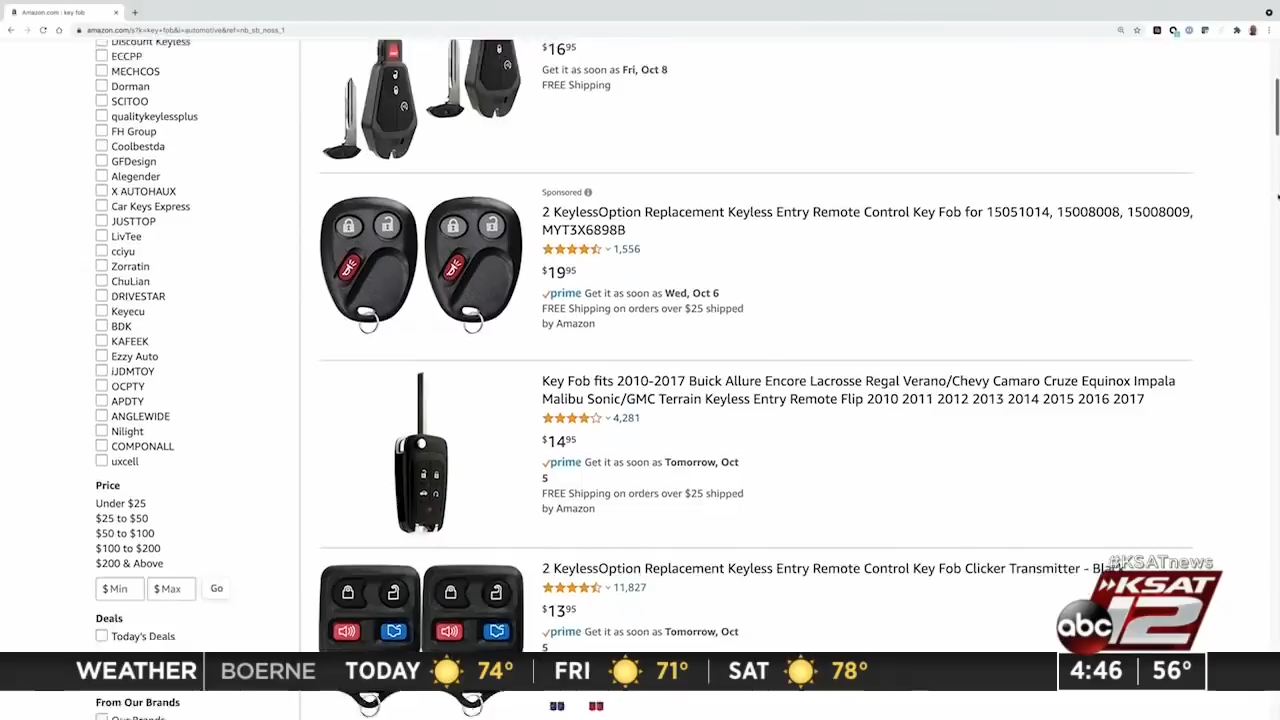 Amazon.com : key fob
amazon.com/s?k=key+fob&i=automotive&ref=nb_sb_noss_1
Discount Keyless
ECCPP
MECHCOS
Dorman
SCITOO
qualitykeylessplus
FH Group
Coolbestda
GFDesign
Alegender
X AUTOHAUX
Car Keys Express
JUSTTOP
LivTee
cciyu
Zorratin
ChuLian
DRIVESTAR
Keyecu
BDK
KAFEEK
Ezzy Auto
iJDMTOY
OCPTY
APDTY
ANGLEWIDE
Nilight
COMPONALL
uxcell
Price
Under $25
$25 to $50
$50 to $100
$100 to $200
$200 & Above
$ Min $ Max Go
Deals
Today's Deals
From Our Brands
Our Brands
$16.95
Get it as soon as Fri, Oct 8
FREE Shipping
Sponsored
2 KeylessOption Replacement Keyless Entry Remote Control Key Fob for 15051014, 15008008, 15008009,
MYT3X6898B
1,556
$19.95
prime Get it as soon as Wed, Oct 6
FREE Shipping on orders over $25 shipped
by Amazon
Key Fob fits 2010-2017 Buick Allure Encore Lacrosse Regal Verano/Chevy Camaro Cruze Equinox Impala
Malibu Sonic/GMC Terrain Keyless Entry Remote Flip 2010 2011 2012 2013 2014 2015 2016 2017
4,281
$14.95
prime Get it as soon as Tomorrow, Oct
5
FREE Shipping on orders over $25 shipped
by Amazon
2 KeylessOption Replacement Keyless Entry Remote Control Key Fob Clicker Transmitter - Black
11,827
$13.95
prime Get it as soon as Tomorrow, Oct
5
#KSATnews
KSAT
abc 12
WEATHER BOERNE TODAY 74° FRI 71° SAT 78° 4:46 56°